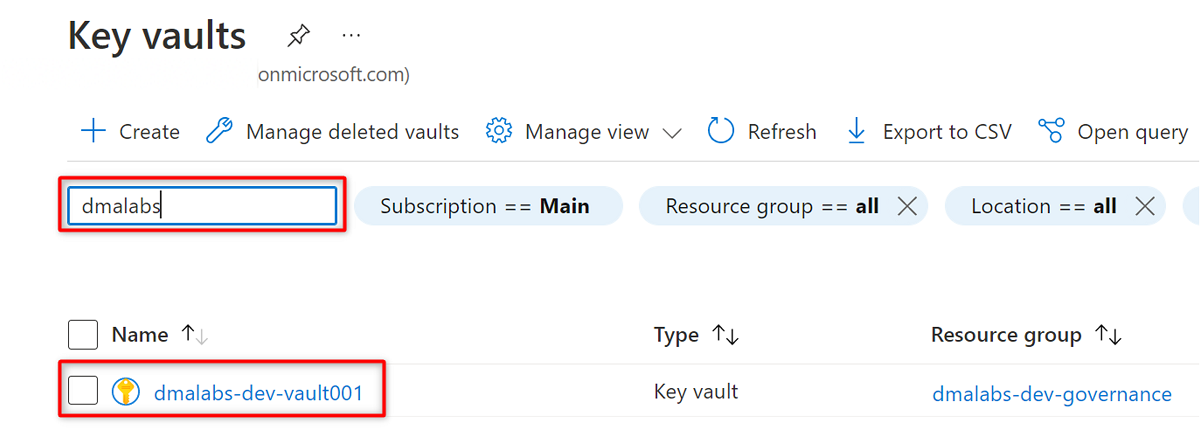 Key vaults ...
onmicrosoft.com)
Create Manage deleted vaults Manage view Refresh Export to CSV Open query
dmalabs Subscription == Main Resource group == all Location == all
Name Type Resource group
dmalabs-dev-vault001 Key vault dmalabs-dev-governance